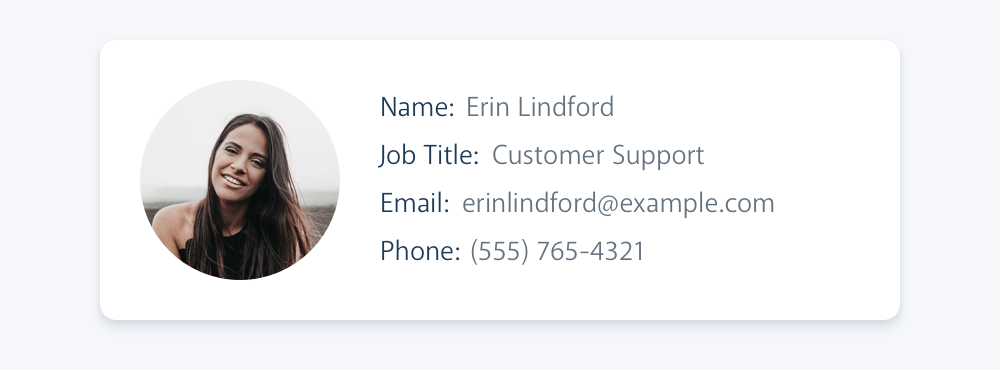 Name: Erin Lindford
Job Title: Customer Support
Email: erinlindford@example.com
Phone: (555) 765-4321